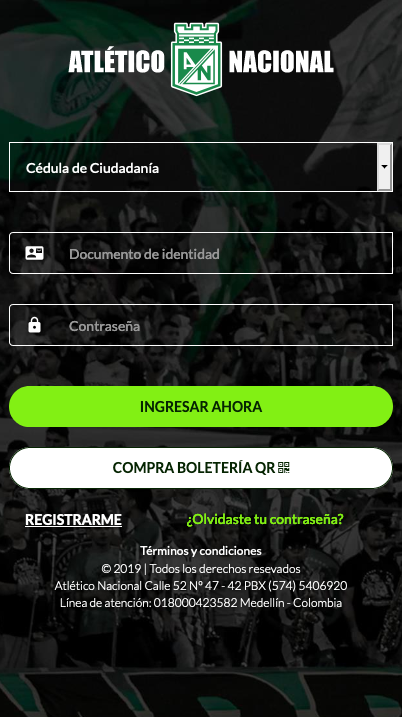 ATLÉTICO NACIONAL
Cédula de Ciudadanía
Documento de identidad
Contraseña
INGRESAR AHORA
COMPRA BOLETERÍA QR
REGISTRARME ¿Olvidaste tu contraseña?
Términos y condiciones
© 2019 | Todos los derechos resevados
Atlético Nacional Calle 52 Nº 47 - 42 PBX (574) 5406920
Línea de atención: 018000423582 Medellín - Colombia